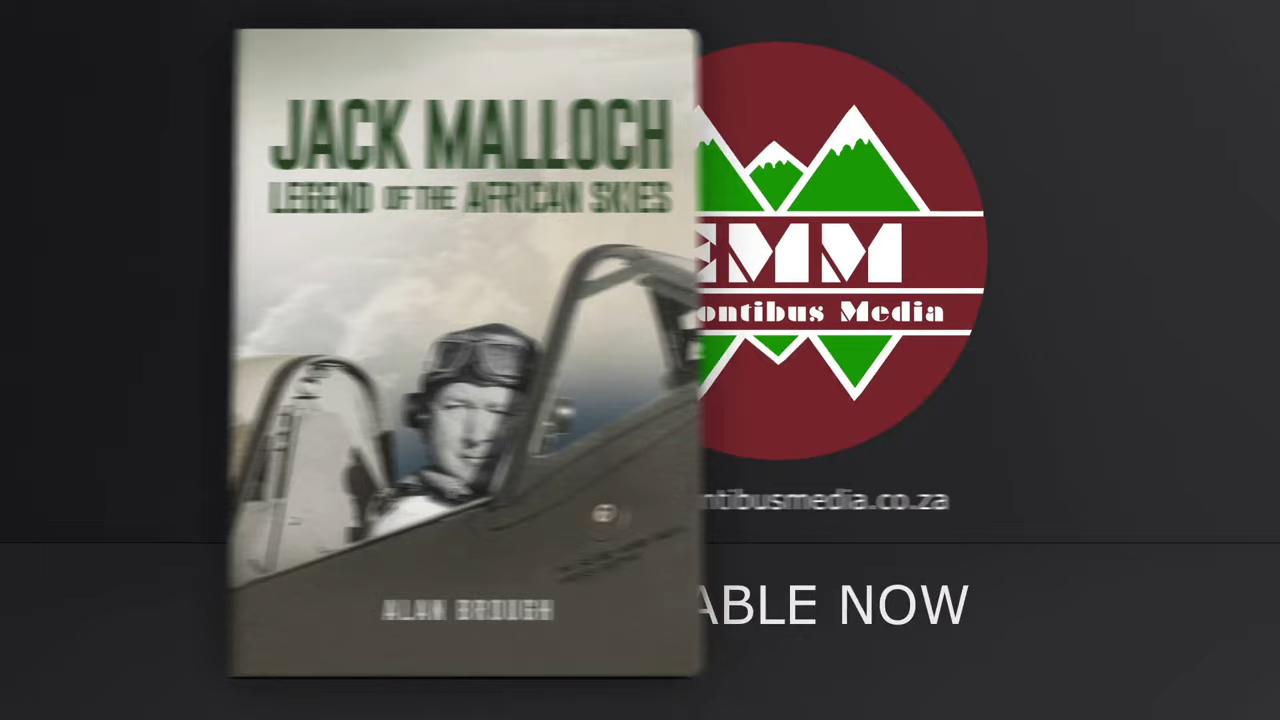 JACK MALLOCH
LEGEND OF THE AFRICAN SKIES
ALAN BROUGH
EMM
ontibus Media
ntibusmedia.co.za
ABLE NOW